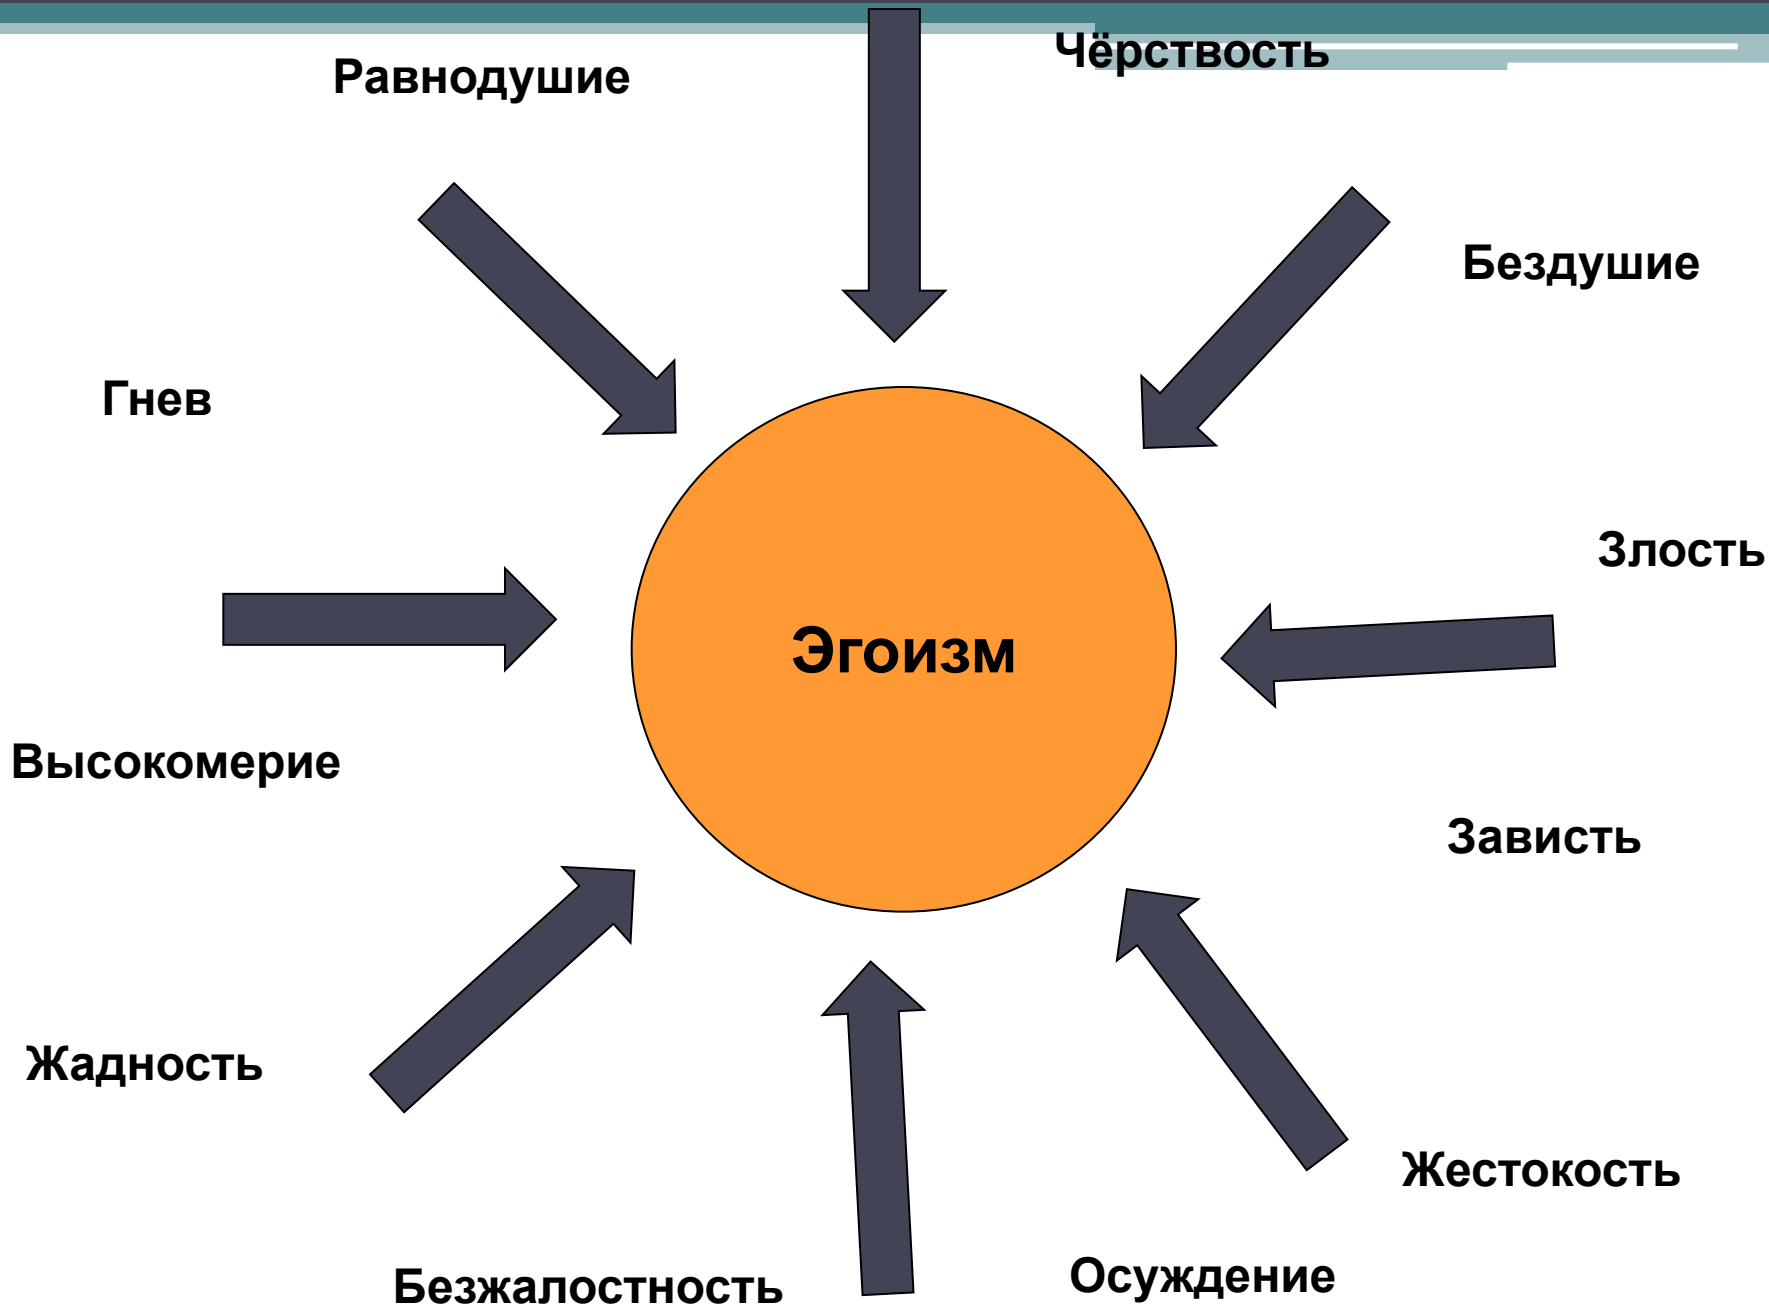 Чёрствость
Равнодушие
Бездушие
Гнев
Злость
Эгоизм
Высокомерие
Зависть
Жадность
Жестокость
Осуждение
Безжалостность